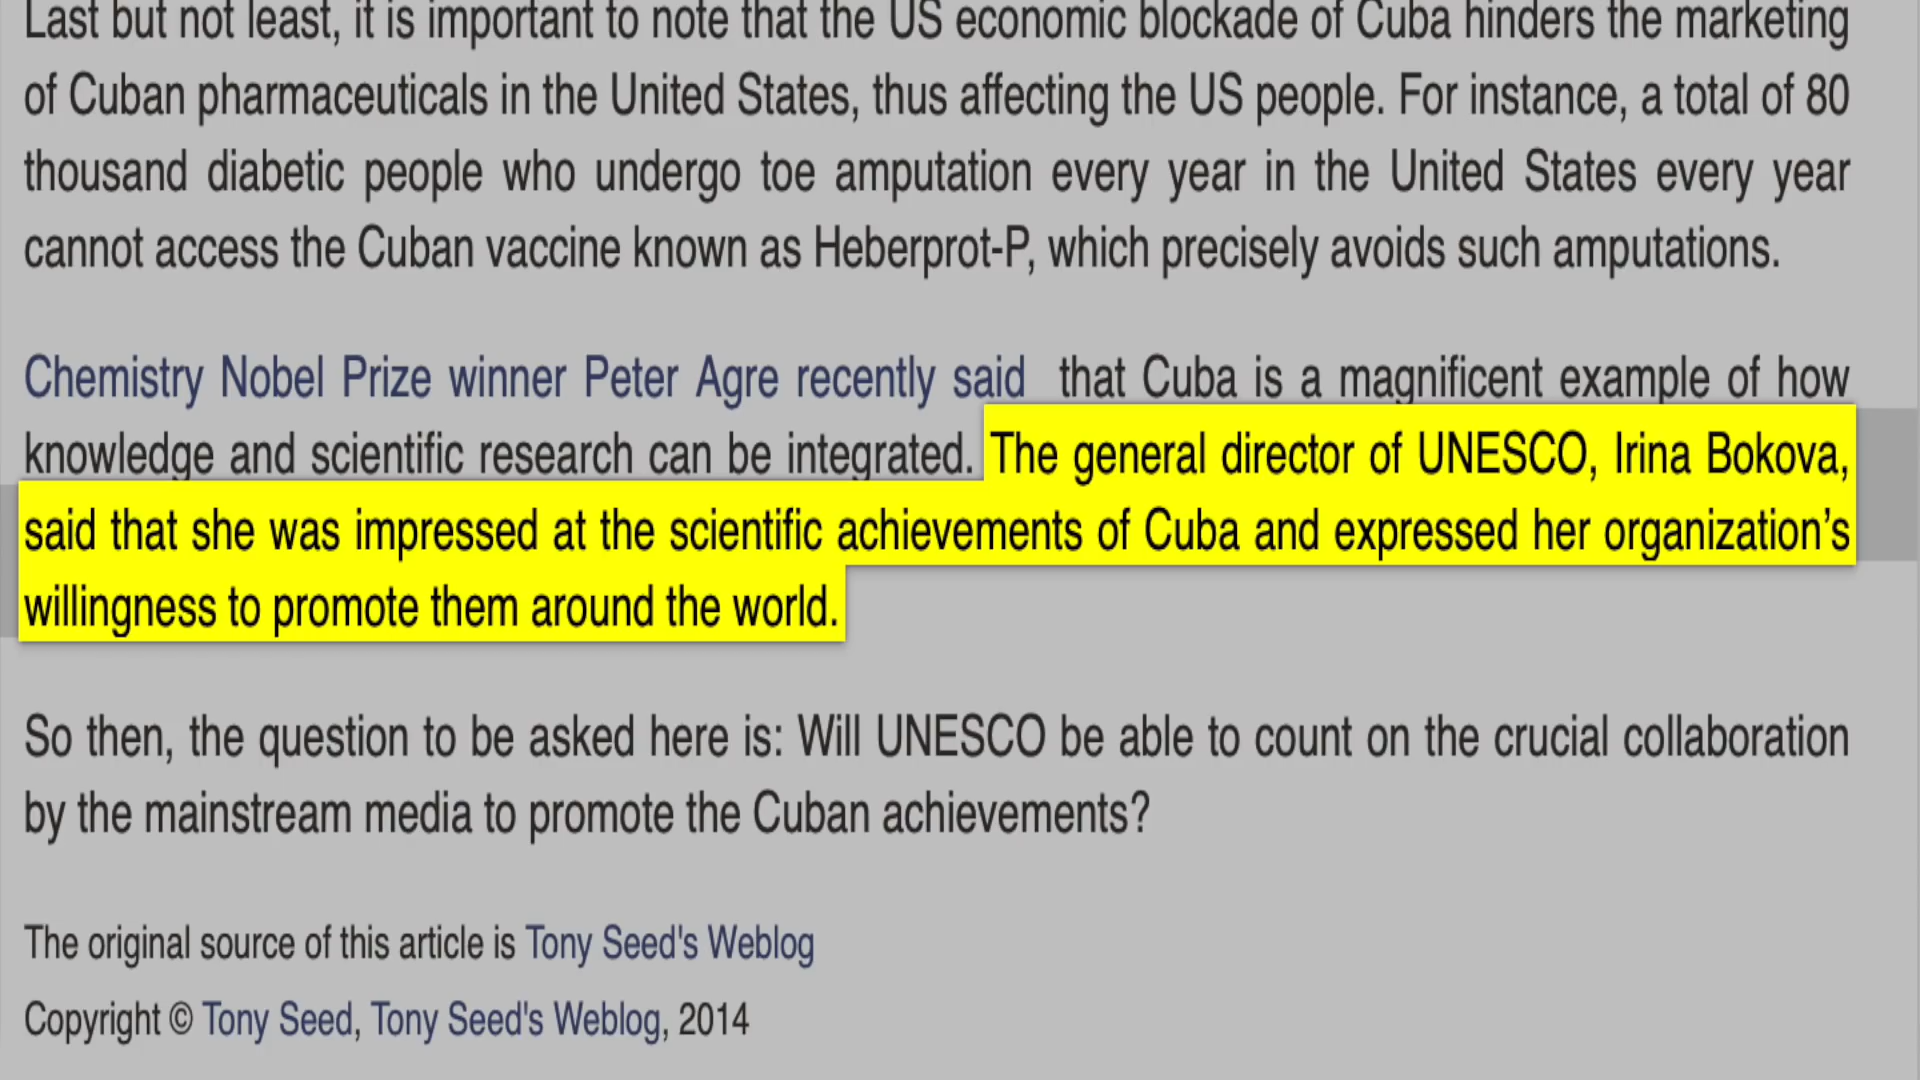 Last but not least, it is important to note that the US economic blockade of Cuba hinders the marketing
of Cuban pharmaceuticals in the United States, thus affecting the US people. For instance, a total of 80
thousand diabetic people who undergo toe amputation every year in the United States every year
cannot access the Cuban vaccine known as Heberprot-P, which precisely avoids such amputations.
Chemistry Nobel Prize winner Peter Agre recently said that Cuba is a magnificent example of how
knowledge and scientific research can be integrated. The general director of UNESCO, Irina Bokova,
said that she was impressed at the scientific achievements of Cuba and expressed her organization’s
willingness to promote them around the world.
So then, the question to be asked here is: Will UNESCO be able to count on the crucial collaboration
by the mainstream media to promote the Cuban achievements?
The original source of this article is Tony Seed's Weblog
Copyright © Tony Seed, Tony Seed's Weblog, 2014